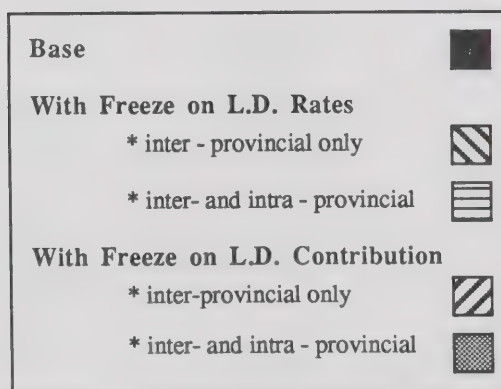 Base
With Freeze on L.D. Rates
* inter - provincial only
* inter- and intra - provincial
With Freeze on L.D. Contribution
* inter-provincial only
* inter- and intra - provincial